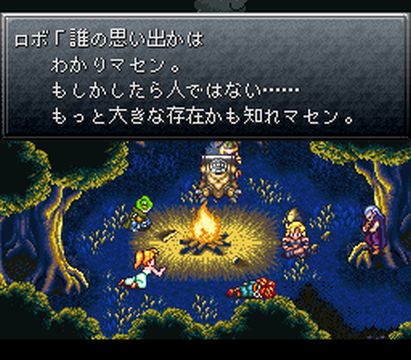 ロボ「誰の思い出かは
わかりマセン。
もしかしたら人ではない……
もっと大きな存在かも知れマセン。